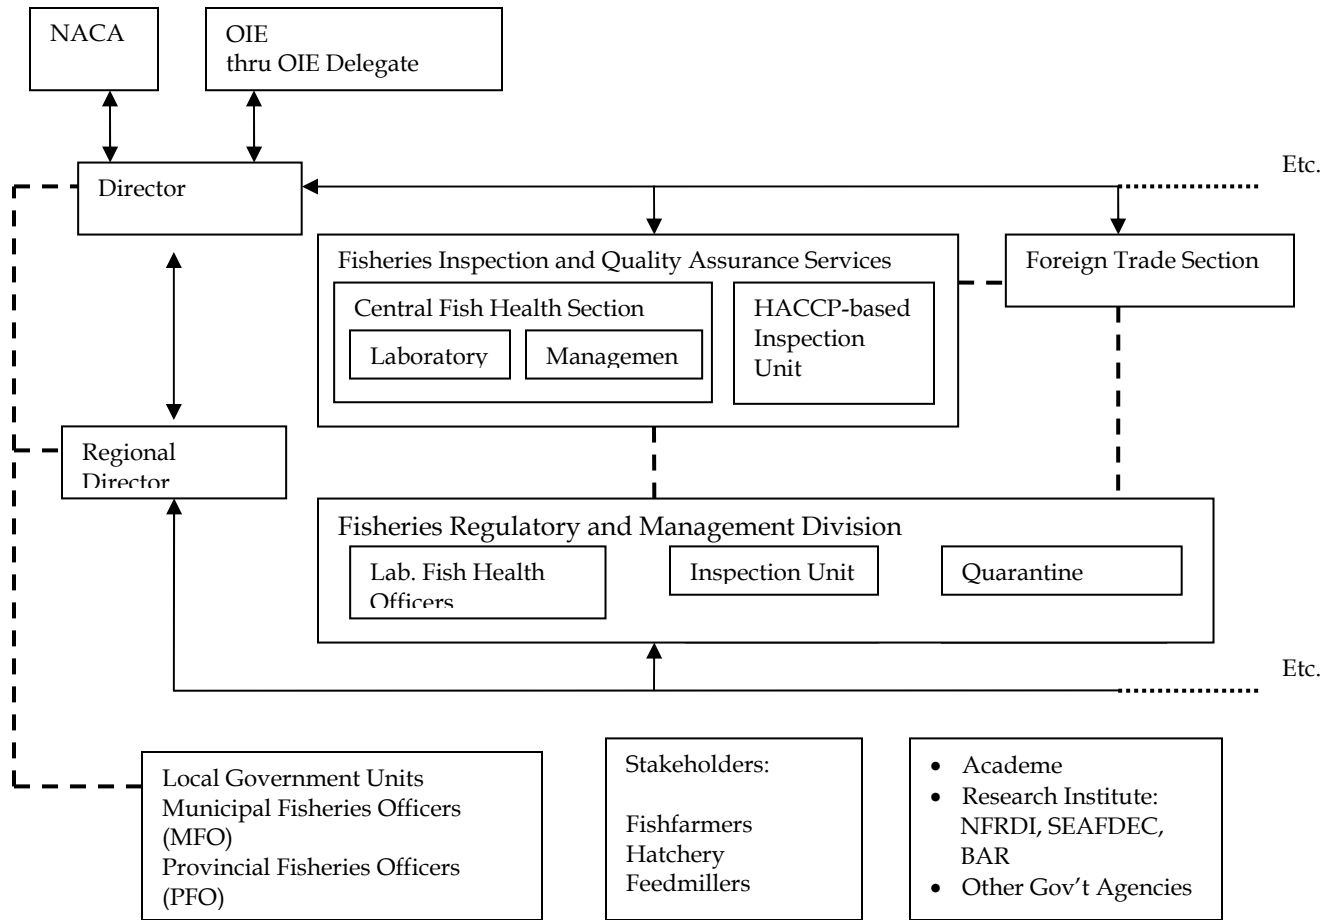 NACA
OIE
thru OIE Delegate
Etc.
Director
Fisheries Inspection and Quality Assurance Services
Foreign Trade Section
Central Fish Health Section
HACCP-based
Inspection
Unit
Laboratory
Managemen
Regional
Director
Fisheries Regulatory and Management Division
Lab. Fish Health
Officers
Inspection Unit
Quarantine
Etc.
Local Government Units
Municipal Fisheries Officers
(MFO)
Provincial Fisheries Officers
(PFO)
Stakeholders:
Fishfarmers
Hatchery
Feedmillers
• Academe
• Research Institute:
NFRDI, SEAFDEC,
BAR
• Other Gov't Agencies